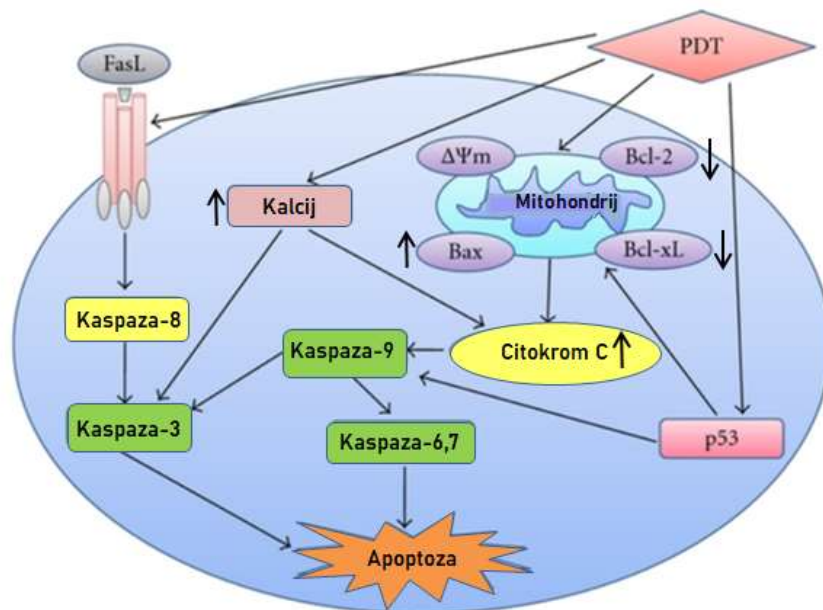 PDT
FasL
ΔΨm
Bcl-2
Kalcij
Mitohondrij
Bax
Bcl-xL
Kaspaza-8
Kaspaza-9
Citokrom C
Kaspaza-3
Kaspaza-6,7
p53
Apoptoza